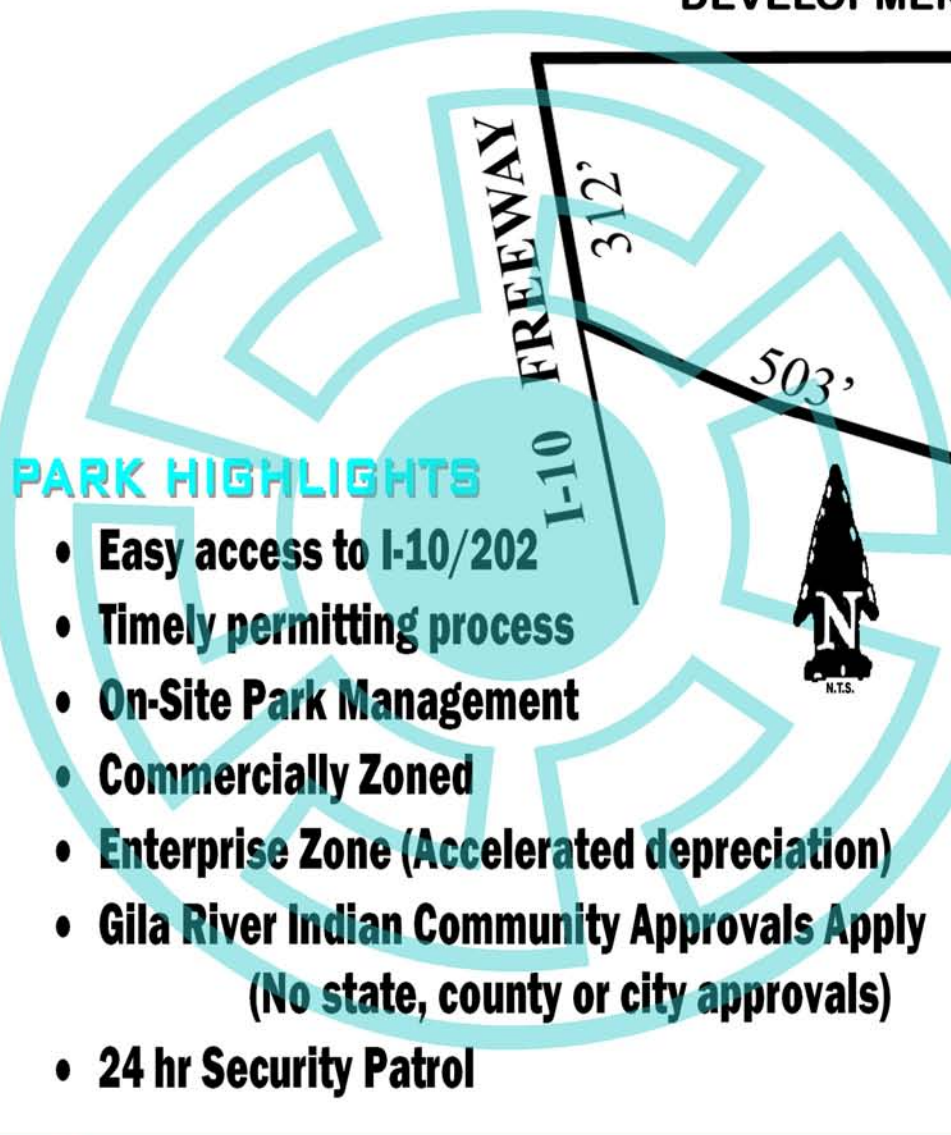 312’
I-10 FREEWAY
503’
N
N.T.S.
PARK HIGHLIGHTS
• Easy access to I-10/202
• Timely permitting process
• On-Site Park Management
• Commercially Zoned
• Enterprise Zone (Accelerated depreciation)
• Gila River Indian Community Approvals Apply
(No state, county or city approvals)
• 24 hr Security Patrol